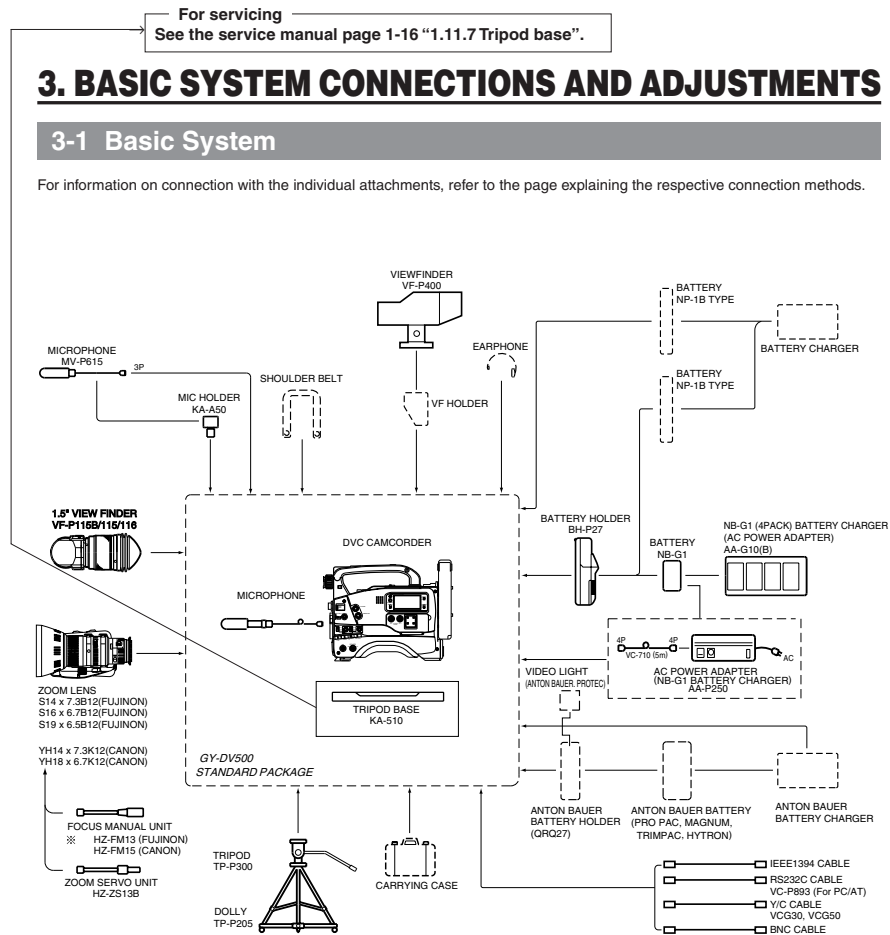 For servicing
See the service manual page 1-16 “1.11.7 Tripod base”.
3. BASIC SYSTEM CONNECTIONS AND ADJUSTMENTS
3-1 Basic System
For information on connection with the individual attachments, refer to the page explaining the respective connection methods.
VIEWFINDER
VF-P400
BATTERY
NP-1B TYPE
BATTERY CHARGER
MICROPHONE
MV-P615
3P
EARPHONE
SHOULDER BELT
BATTERY
NP-1B TYPE
MIC HOLDER
KA-A50
VF HOLDER
1.5" VIEW FINDER
VF-P115B/115/116
DVC CAMCORDER
BATTERY HOLDER
BH-P27
BATTERY
NB-G1
NB-G1 (4PACK) BATTERY CHARGER
(AC POWER ADAPTER)
AA-G10(B)
MICROPHONE
4P
4P
VC-710 (5m)
AC
AC POWER ADAPTER
(NB-G1 BATTERY CHARGER)
AA-P250
VIDEO LIGHT
(ANTON BAUER. PROTEC)
ZOOM LENS
S14 x 7.3B12(FUJINON)
S16 x 6.7B12(FUJINON)
S19 x 6.5B12(FUJINON)
YH14 x 7.3K12(CANON)
YH18 x 6.7K12(CANON)
TRIPOD BASE
KA-510
GY-DV500
STANDARD PACKAGE
ANTON BAUER
BATTERY HOLDER
(QRQ27)
ANTON BAUER BATTERY
(PRO PAC, MAGNUM,
TRIMPAC, HYTRON)
ANTON BAUER
BATTERY CHARGER
FOCUS MANUAL UNIT
※ HZ-FM13 (FUJINON)
HZ-FM15 (CANON)
ZOOM SERVO UNIT
HZ-ZS13B
TRIPOD
TP-P300
DOLLY
TP-P205
CARRYING CASE
IEEE1394 CABLE
RS232C CABLE
VC-P893 (For PC/AT)
Y/C CABLE
VCG30, VCG50
BNC CABLE